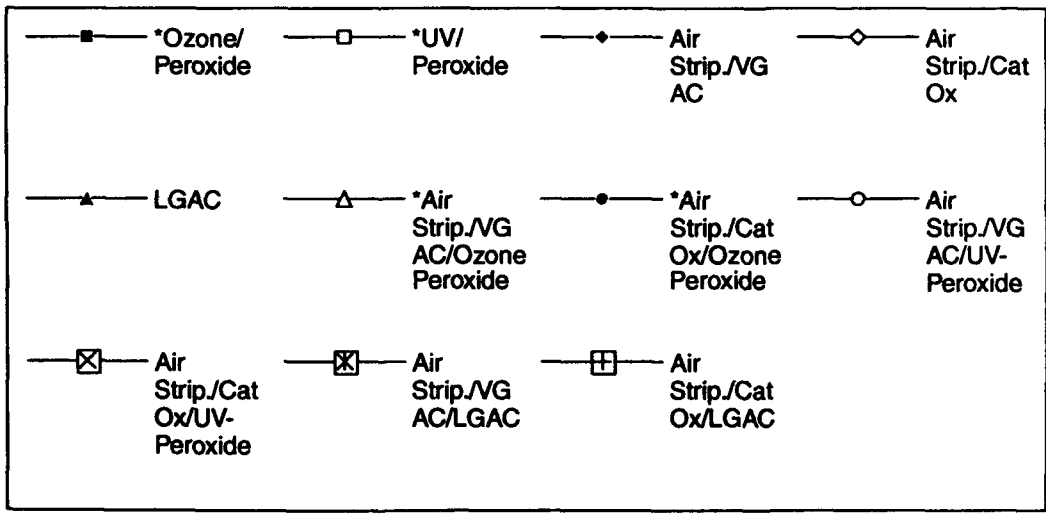 *Ozone/
Peroxide
*UV/
Peroxide
Air
Strip./VG
AC
Air
Strip./Cat
Ox
LGAC
*Air
Strip./VG
AC/Ozone
Peroxide
*Air
Strip./Cat
Ox/Ozone
Peroxide
Air
Strip./VG
AC/UV-
Peroxide
Air
Strip./Cat
Ox/UV-
Peroxide
Air
Strip./VG
AC/LGAC
Air
Strip./Cat
Ox/LGAC